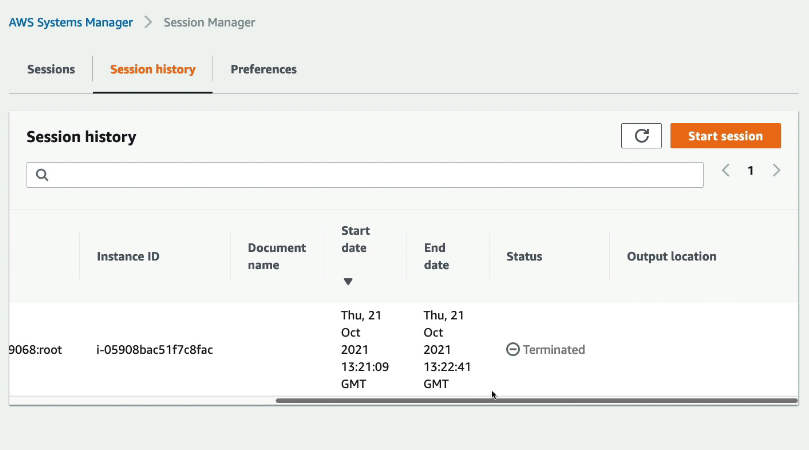 AWS Systems Manager > Session Manager
Sessions
Session history
Preferences
Session history
Start session
1
Instance ID
Document
name
Start
date
End
date
Status
Output location
9068:root
i-05908bac51f7c8fac
Thu, 21
Oct
2021
13:21:09
GMT
Thu, 21
Oct
2021
13:22:41
GMT
Terminated